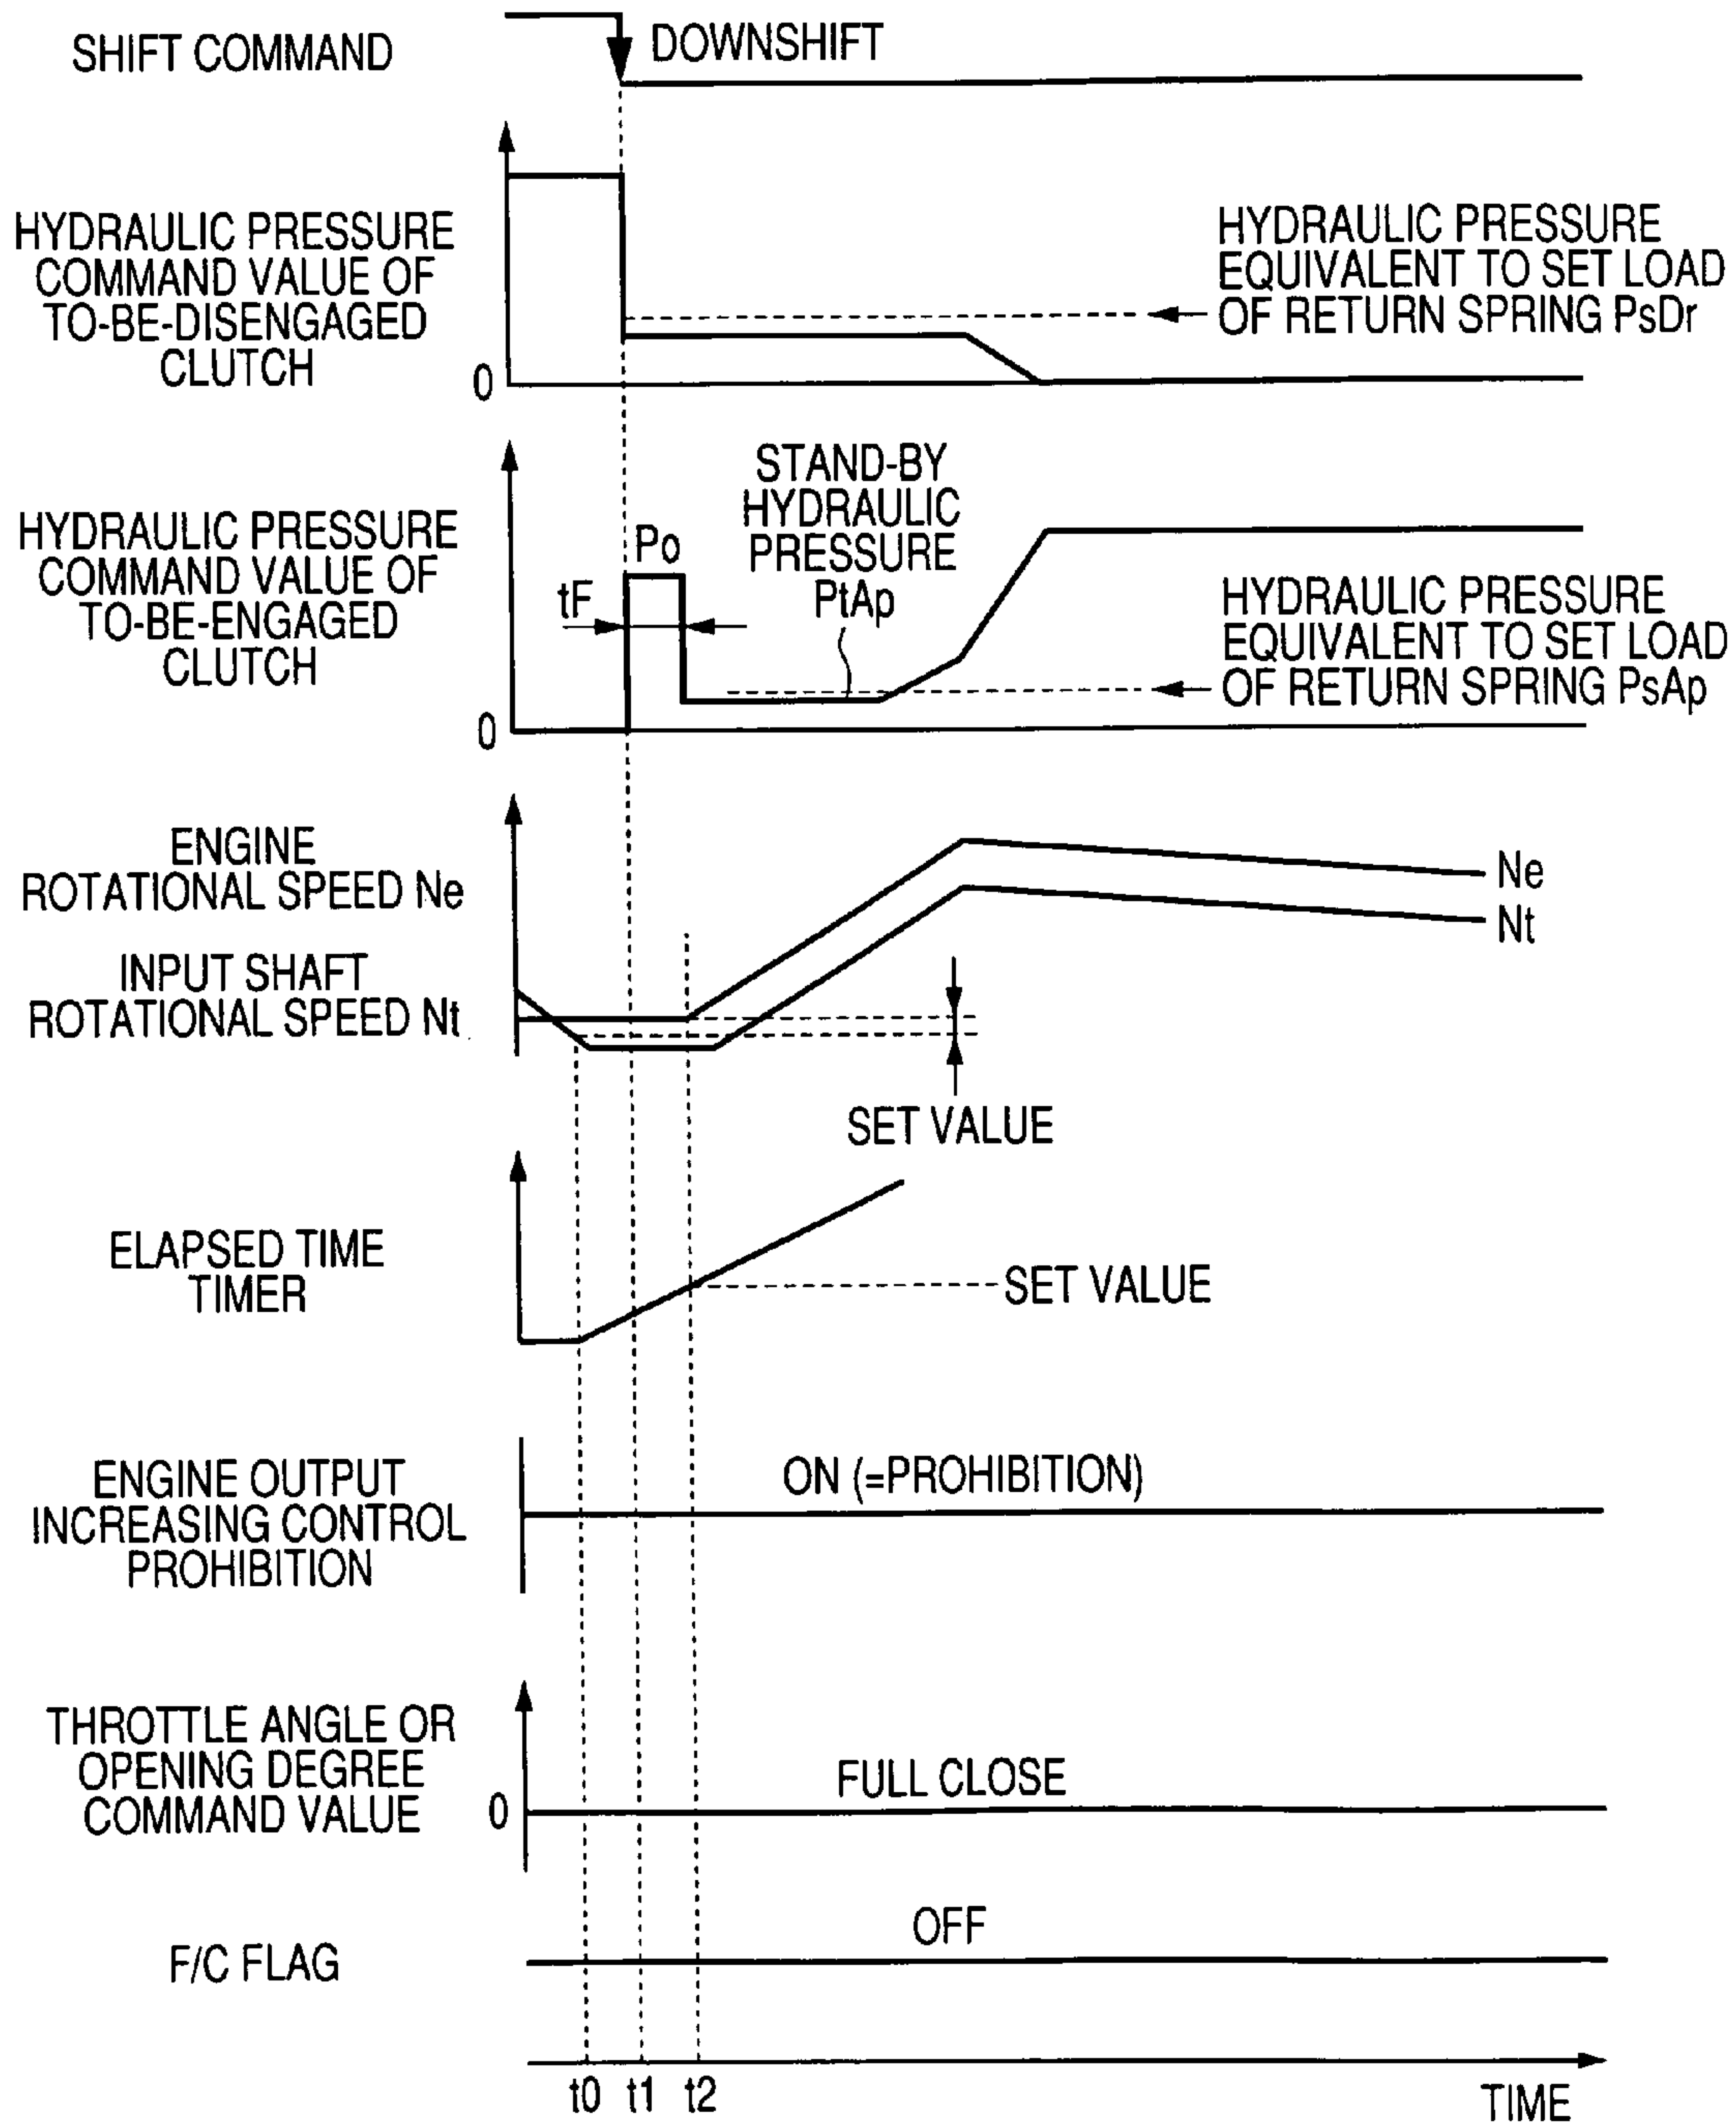 SHIFT COMMAND
DOWNSHIFT
HYDRAULIC PRESSURE
COMMAND VALUE OF
TO-BE-DISENGAGED
CLUTCH
0
HYDRAULIC PRESSURE
EQUIVALENT TO SET LOAD
OF RETURN SPRING PsDr
HYDRAULIC PRESSURE
COMMAND VALUE OF
TO-BE-ENGAGED
CLUTCH
0
tF
Po
STAND-BY
HYDRAULIC
PRESSURE
PtAp
HYDRAULIC PRESSURE
EQUIVALENT TO SET LOAD
OF RETURN SPRING PsAp
ENGINE
ROTATIONAL SPEED Ne
INPUT SHAFT
ROTATIONAL SPEED Nt
Ne
Nt
SET VALUE
ELAPSED TIME
TIMER
SET VALUE
ENGINE OUTPUT
INCREASING CONTROL
PROHIBITION
ON (=PROHIBITION)
THROTTLE ANGLE OR
OPENING DEGREE
COMMAND VALUE
0
FULL CLOSE
F/C FLAG
OFF
t0 t1 t2
TIME